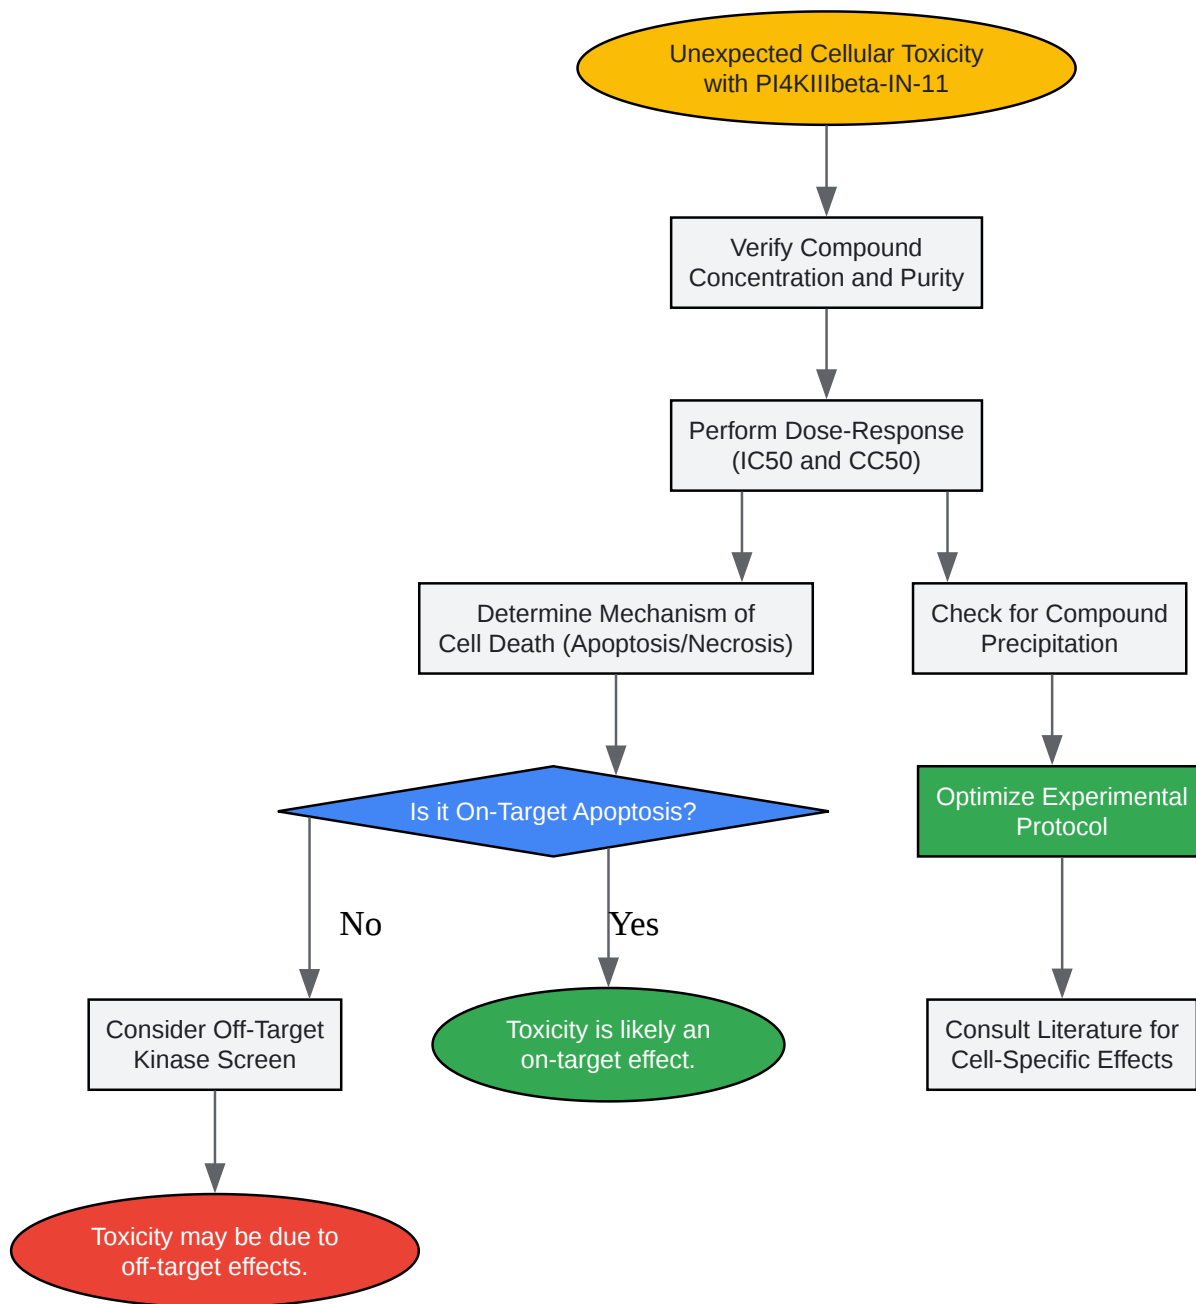 Unexpected Cellular Toxicity
with PI4KIIIbeta-IN-11
Verify Compound
Concentration and Purity
Perform Dose-Response
(IC50 and CC50)
Determine Mechanism of
Cell Death (Apoptosis/Necrosis)
Check for Compound
Precipitation
Is it On-Target Apoptosis?
Optimize Experimental
Protocol
No
Yes
Consider Off-Target
Kinase Screen
Toxicity is likely an
on-target effect.
Consult Literature for
Cell-Specific Effects
Toxicity may be due to
off-target effects.